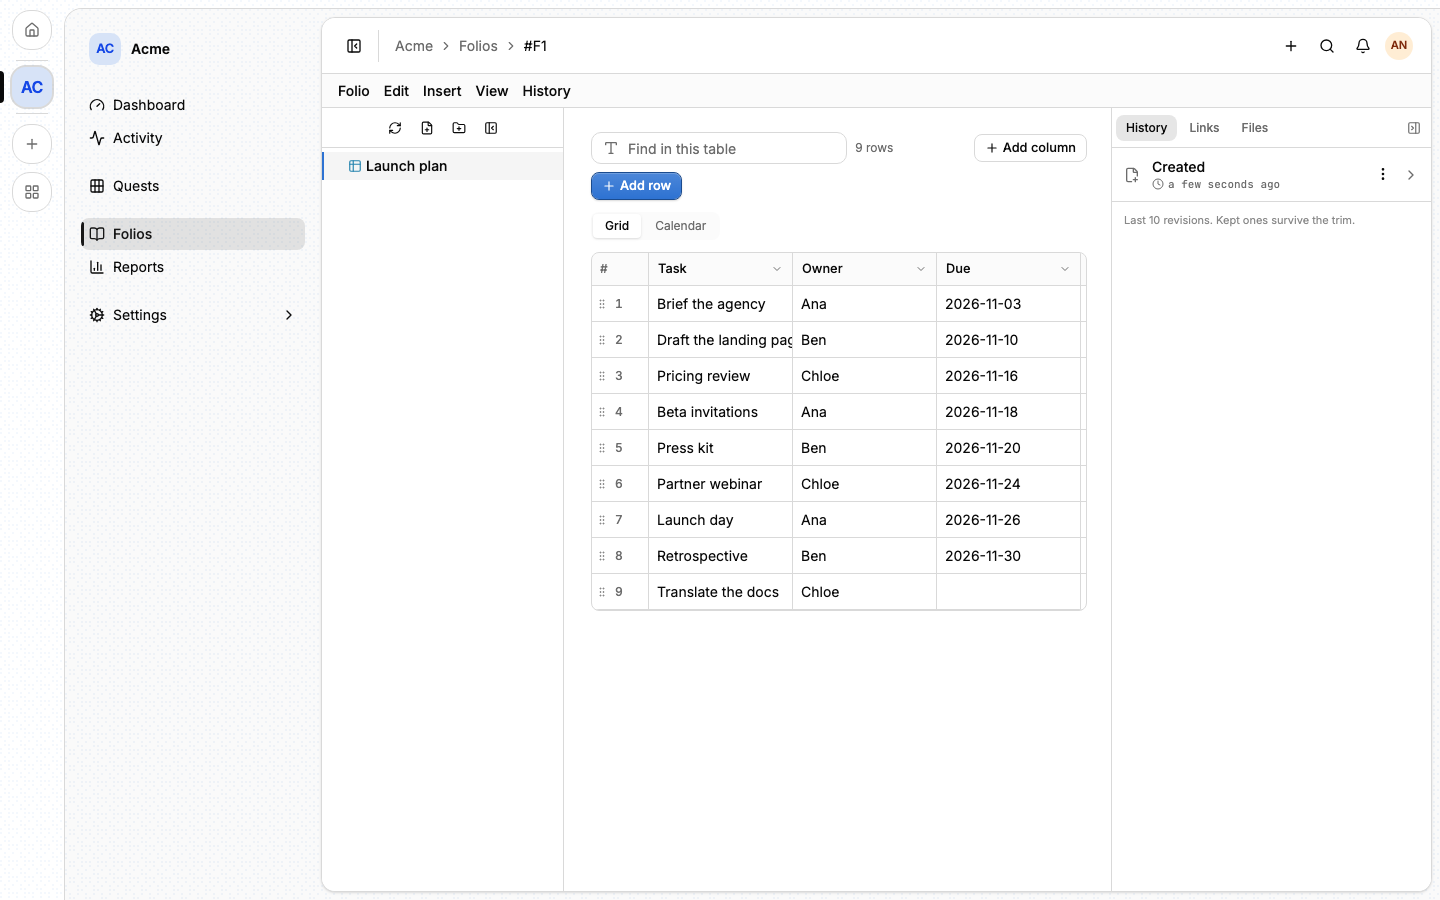 AC Acme
AC
Dashboard
Activity
Quests
Folios
Reports
Settings
Acme > Folios > #F1
AN
Folio Edit Insert View History
Launch plan
Find in this table
9 rows
Add column
Add row
Grid Calendar
# Task Owner Due
1 Brief the agency Ana 2026-11-03
2 Draft the landing pag Ben 2026-11-10
3 Pricing review Chloe 2026-11-16
4 Beta invitations Ana 2026-11-18
5 Press kit Ben 2026-11-20
6 Partner webinar Chloe 2026-11-24
7 Launch day Ana 2026-11-26
8 Retrospective Ben 2026-11-30
9 Translate the docs Chloe
History Links Files
Created
a few seconds ago
Last 10 revisions. Kept ones survive the trim.